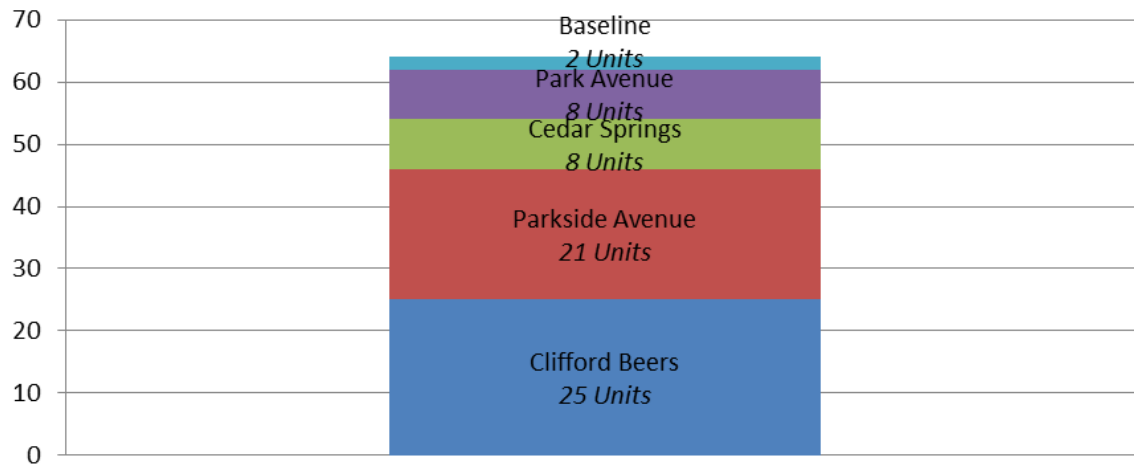 70
60
50
40
30
20
10
0
Baseline
2 Units
Park Avenue
8 Units
Cedar Springs
8 Units
Parkside Avenue
21 Units
Clifford Beers
25 Units